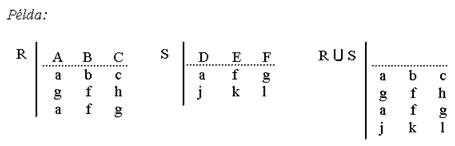 Példa:
R A B C
a b c
g f h
a f g
S D E F
a f g
j k l
R U S
a b c
g f h
a f g
j k l